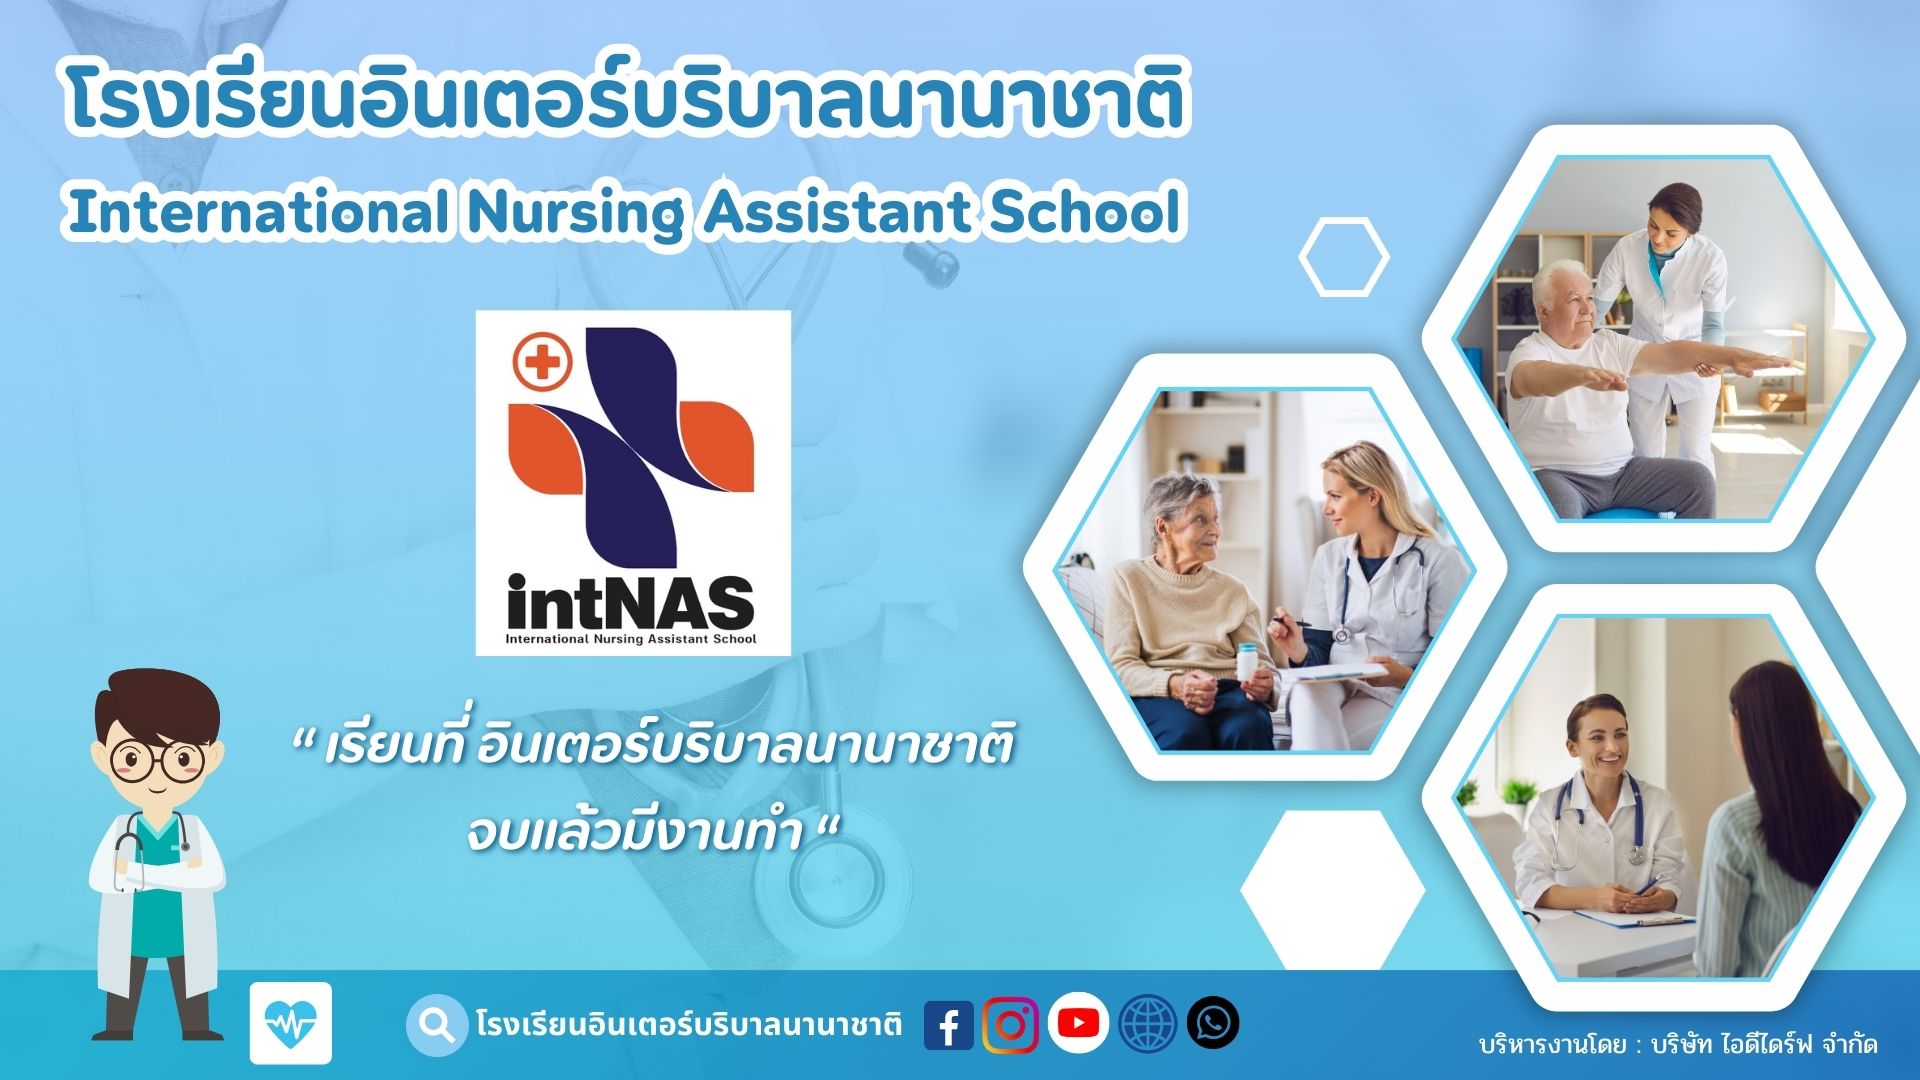 โรงเรียนอินเตอร์บริบาลนานาชาติ
International Nursing Assistant School
intNAS
International Nursing Assistant School
“ เรียนที่ อินเตอร์บริบาลนานาชาติ
จบแล้วมีงานทำ “
โรงเรียนอินเตอร์บริบาลนานาชาติ
บริหารงานโดย : บริษัท ไอดีไดร์ฟ จำกัด